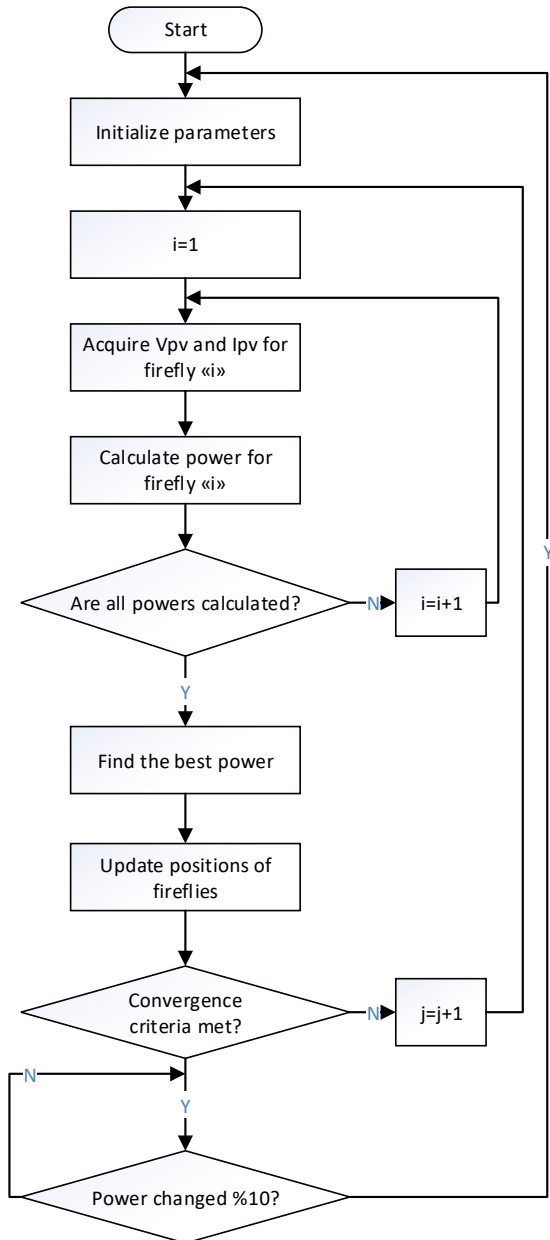 Start
Initialize parameters
i=1
Acquire Vpv and Ipv for
firefly «i»
Calculate power for
firefly «i»
Y
Are all powers calculated?
N
i=i+1
Y
Find the best power
Update positions of
fireflies
Convergence
criteria met?
N
j=j+1
N
Y
Power changed %10?